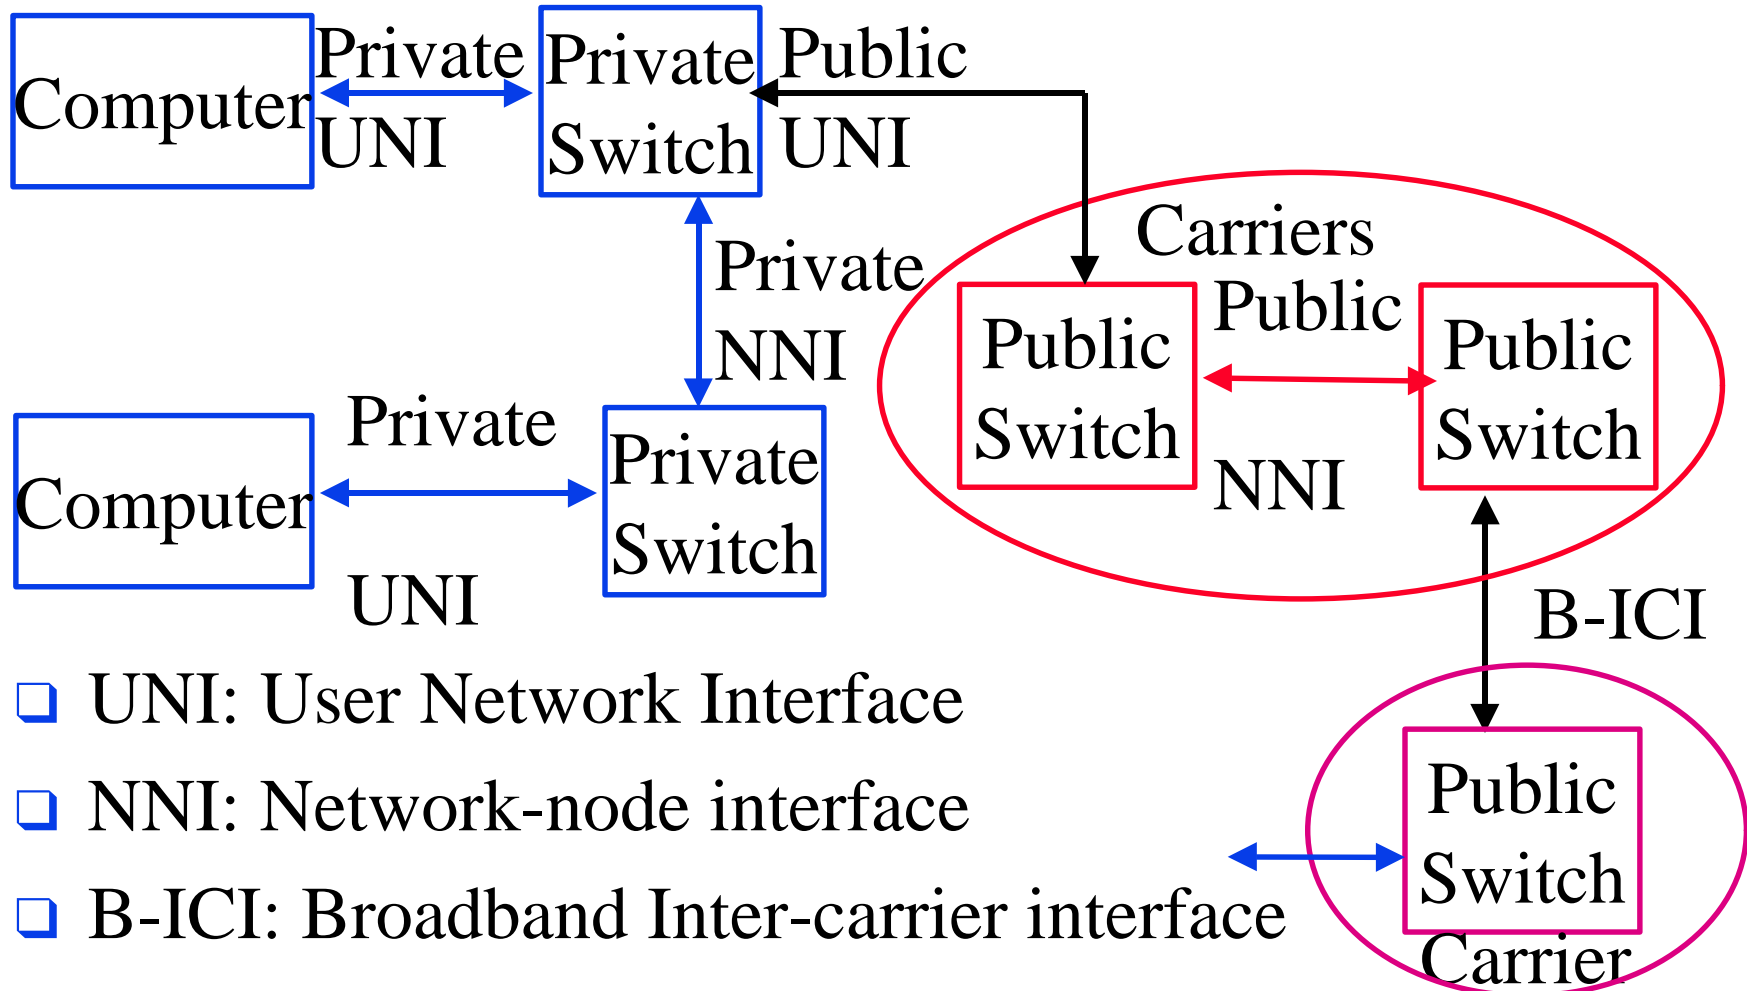 Computer
Private
UNI
Private
Switch
Public
UNI
Private
NNI
Carriers
Public
Switch
Public
NNI
Public
Switch
Computer
Private
UNI
Private
Switch
B-ICI
UNI: User Network Interface
NNI: Network-node interface
B-ICI: Broadband Inter-carrier interface
Public
Switch
Carrier